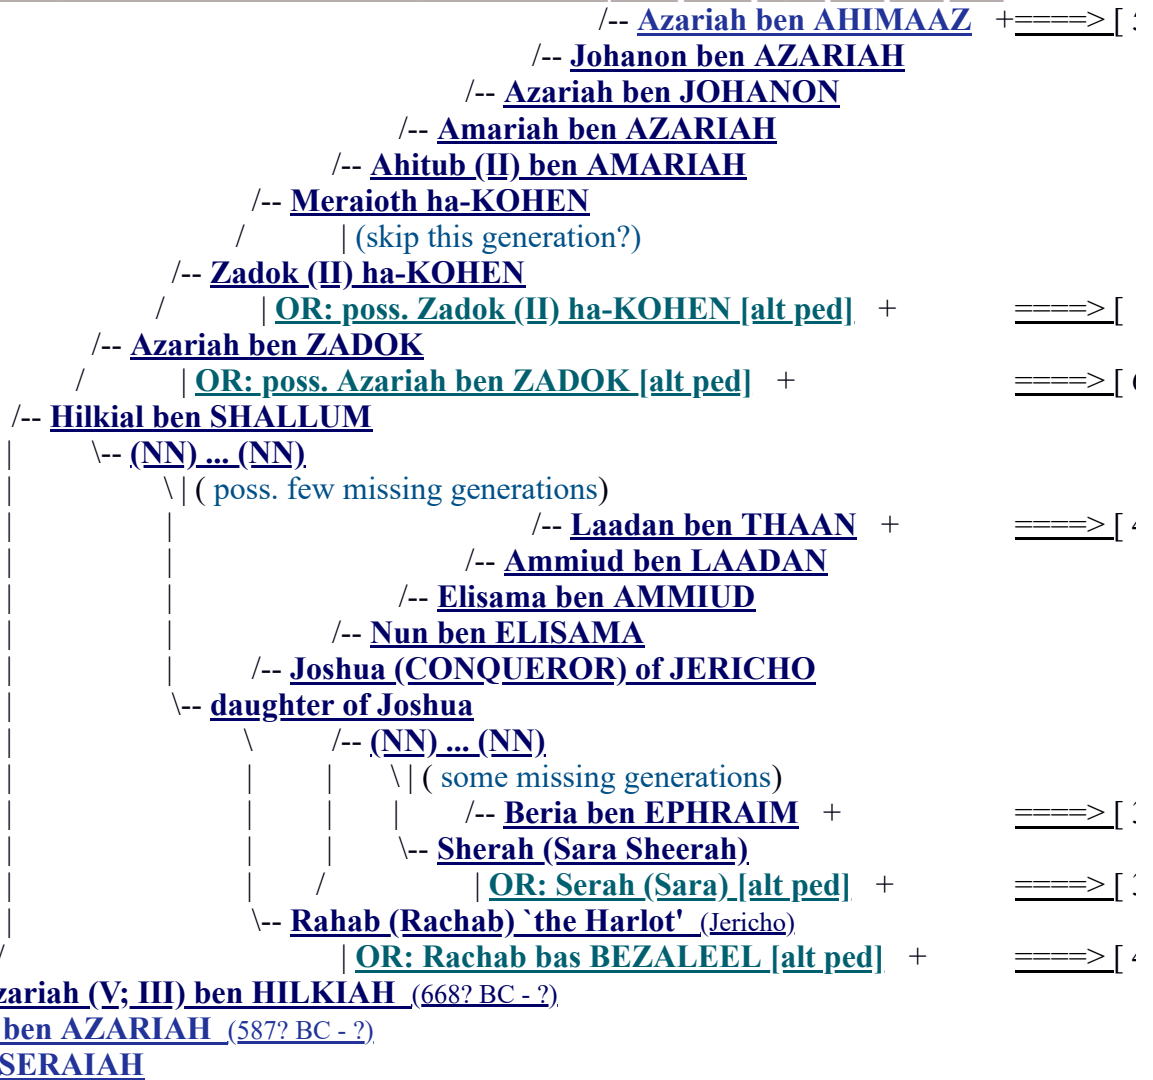 /-- Azariah ben AHIMAAZ +====> [
/-- Johanon ben AZARIAH
/-- Azariah ben JOHANON
/-- Amariah ben AZARIAH
/-- Ahitub (II) ben AMARIAH
/-- Meraioth ha-KOHEN
/ | (skip this generation?)
/-- Zadok (II) ha-KOHEN
/ | OR: poss. Zadok (II) ha-KOHEN [alt ped] + ====> [
/-- Azariah ben ZADOK
/ | OR: poss. Azariah ben ZADOK [alt ped] + ====> [
/-- Hilkial ben SHALLUM
| \-- (NN) ... (NN)
| \ | ( poss. few missing generations)
| | /-- Laadan ben THAAN + ====> [
| | /-- Ammiud ben LAADAN
| | /-- Elisama ben AMMIUD
| | /-- Nun ben ELISAMA
| | /-- Joshua (CONQUEROR) of JERICHO
| \-- daughter of Joshua
| \ /-- (NN) ... (NN)
| | | \ | ( some missing generations)
| | | | /-- Beria ben EPHRAIM + ====> [
| | | \-- Sherah (Sara Sheerah)
| | / | OR: Serah (Sara) [alt ped] + ====> [
| \-- Rahab (Rachab) `the Harlot' (Jericho)
/ | OR: Rachab bas BEZALEEL [alt ped] + ====> [
zariah (V; III) ben HILKIAH (668? BC - ?)
ben AZARIAH (587? BC - ?)
SERAIAH